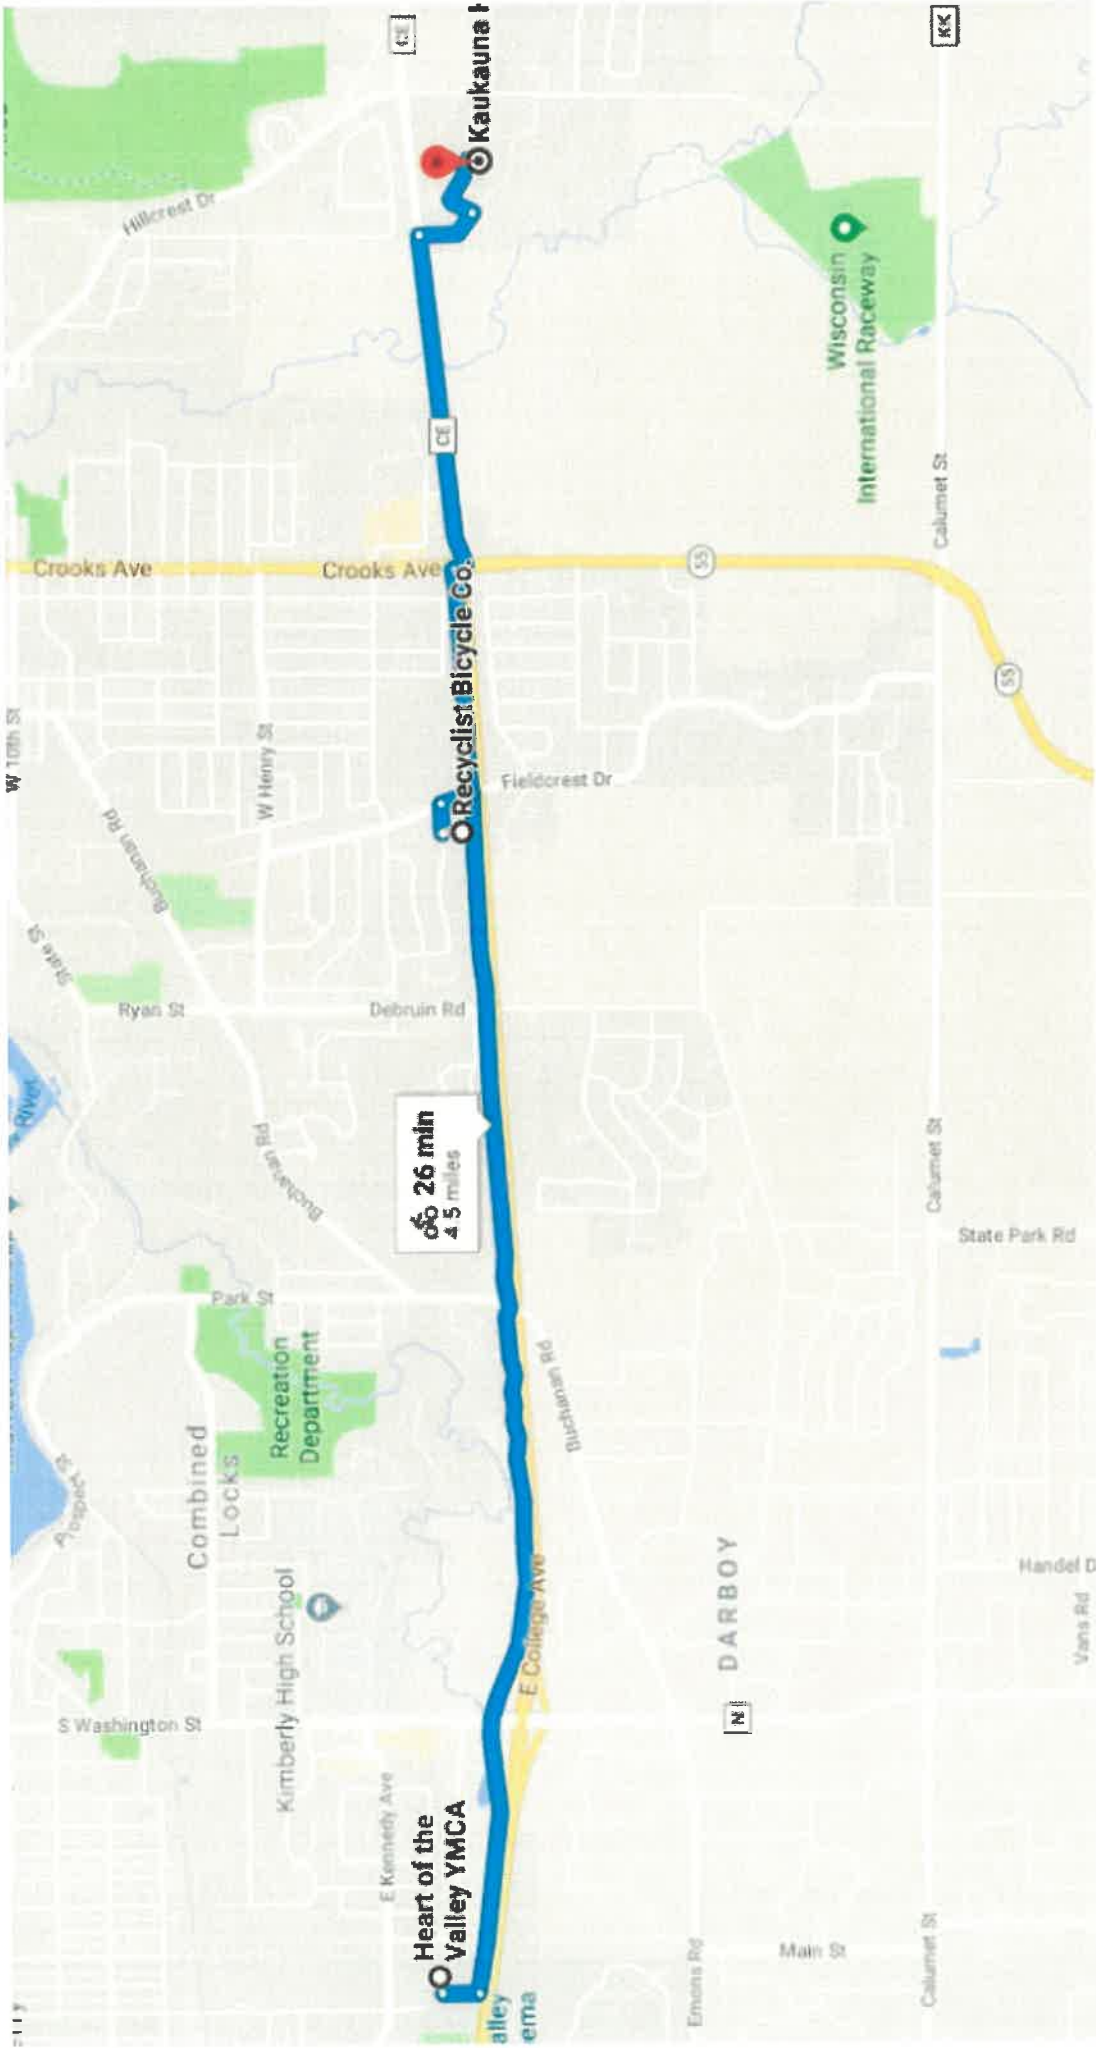 CE
KK
Kaukauna H
Hillcrest Dr
Wisconsin
International Raceway
CE
Calumet St
Crooks Ave
Crooks Ave
55
55
Recyclist Bicycle Co.
W 10th St
W Henry St
Fieldcrest Dr
Buchanan Rd
State St
Ryan St
Debruin Rd
River
26 min
4.5 miles
Buchanan Rd
Calumet St
State Park Rd
Park St
Recreation
Department
Buchanan Rd
Combined
Locks
Prospect St
Kimberly High School
E College Ave
DARBOY
N
Handel D
Vans Rd
S Washington St
E Kennedy Ave
Heart of the
Valley YMCA
Emons Rd
Main St
Calumet St
alley
ema